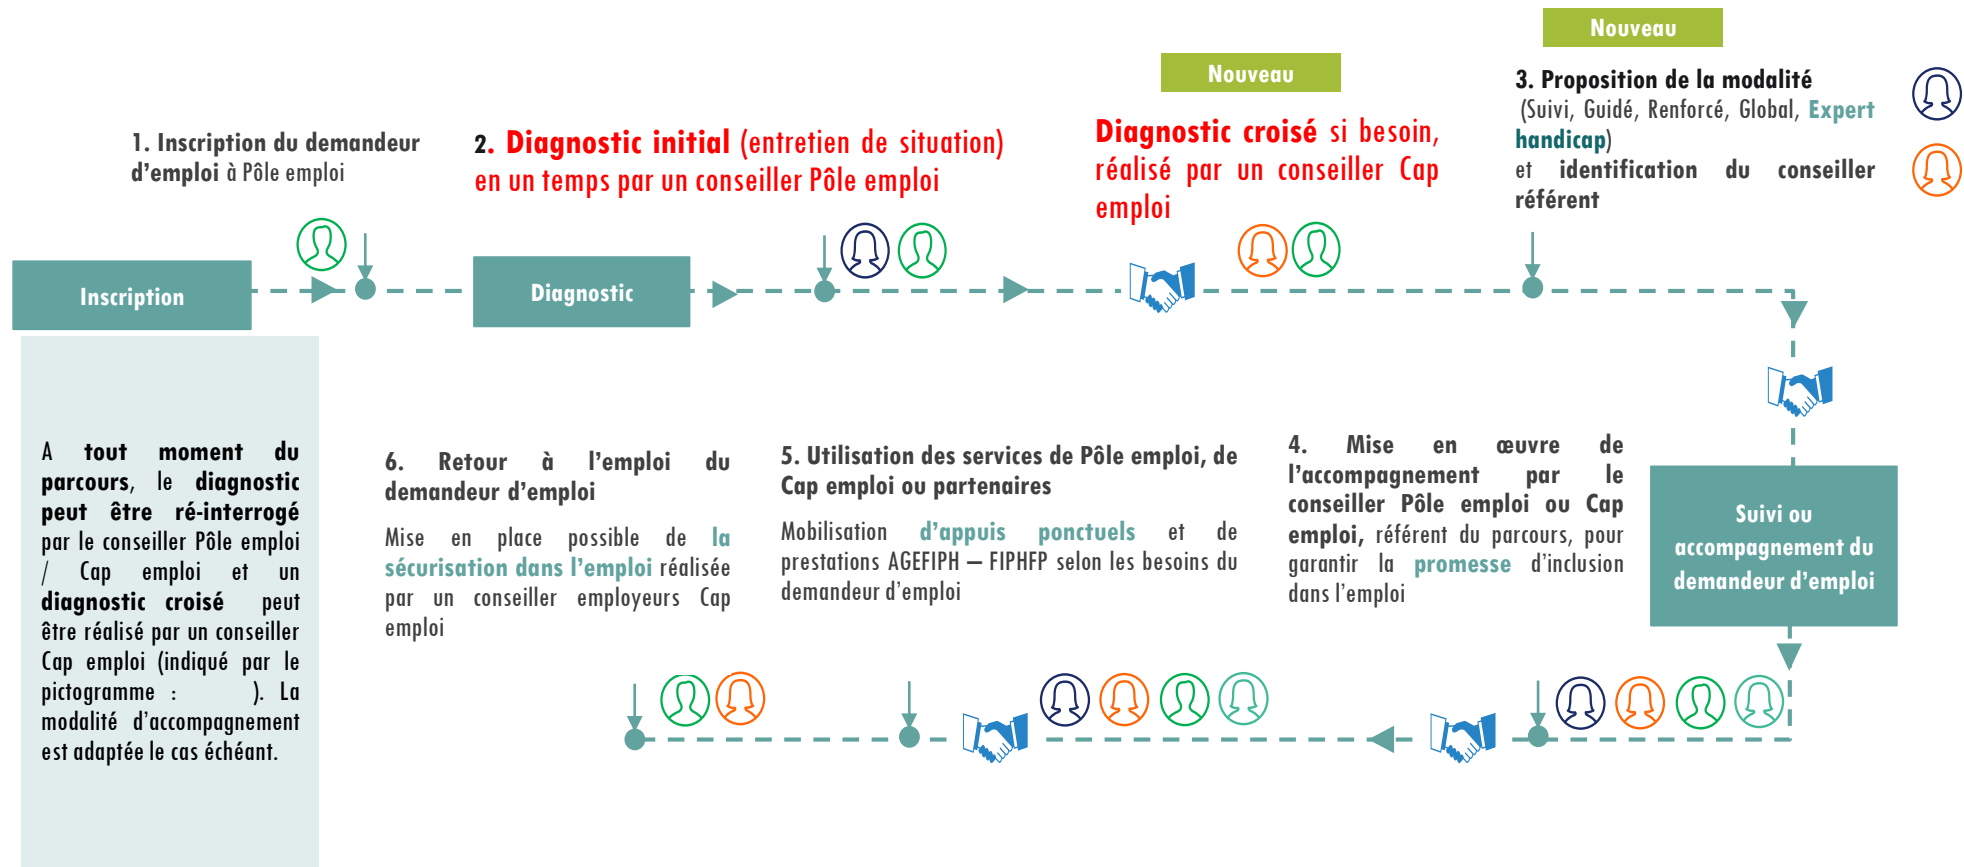 Nouveau
Nouveau
1. Inscription du demandeur
d’emploi à Pôle emploi
2. Diagnostic initial (entretien de situation)
en un temps par un conseiller Pôle emploi
Diagnostic croisé si besoin,
réalisé par un conseiller Cap
emploi
3. Proposition de la modalité
(Suivi, Guidé, Renforcé, Global, Expert
handicap)
et identification du conseiller
référent
Inscription
Diagnostic
A tout moment du
parcours, le diagnostic
peut être ré-interrogé
par le conseiller Pôle emploi
/ Cap emploi et un
diagnostic croisé peut
être réalisé par un conseiller
Cap emploi (indiqué par le
pictogramme : ). La
modalité d’accompagnement
est adaptée le cas échéant.
6. Retour à l’emploi du
demandeur d’emploi
Mise en place possible de la
sécurisation dans l’emploi réalisée
par un conseiller employeurs Cap
emploi
5. Utilisation des services de Pôle emploi, de
Cap emploi ou partenaires
Mobilisation d’appuis ponctuels et de
prestations AGEFIPH – FIPHFP selon les besoins du
demandeur d’emploi
4. Mise en œuvre de
l’accompagnement par le
conseiller Pôle emploi ou Cap
emploi, référent du parcours, pour
garantir la promesse d’inclusion
dans l’emploi
Suivi ou
accompagnement du
demandeur d’emploi